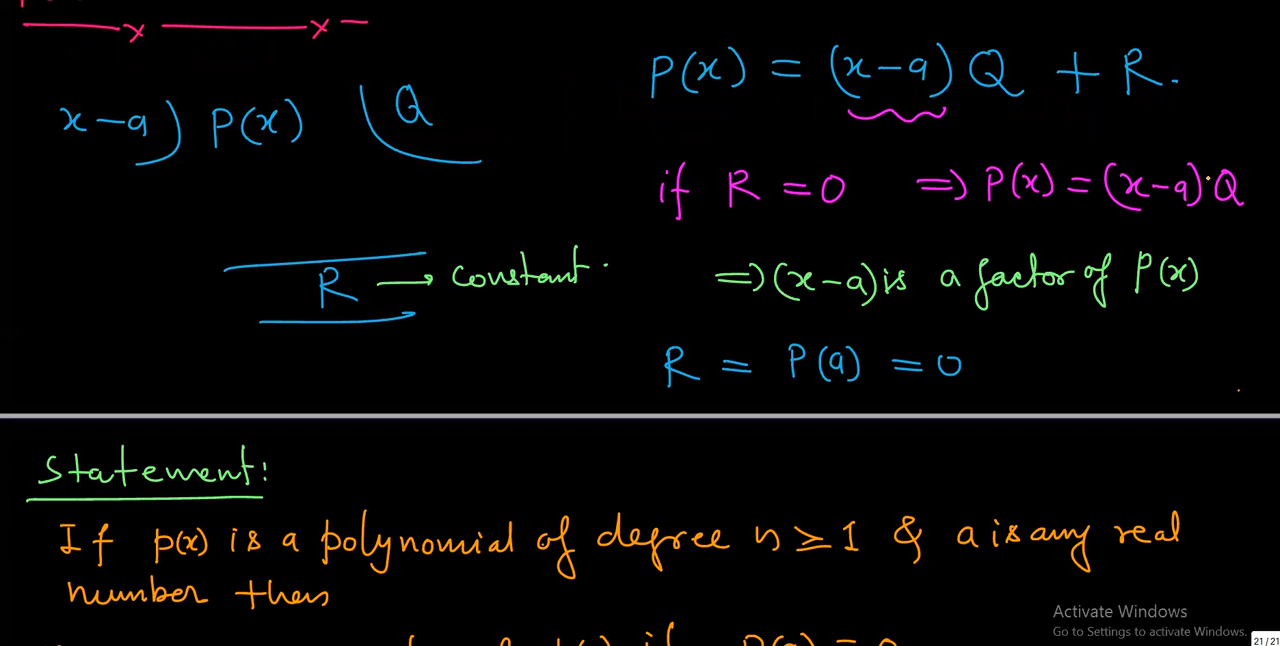 x-a) P(x) (Q
R → constant.
P(x) = (x-a) Q + R.
if R = 0 ⇒ P(x) = (x-a)·Q
⇒ (x-a) is a factor of P(x)
R = P(a) = 0
Statement:
If p(x) is a polynomial of degree n ≥ 1 & a is any real
number then
Activate Windows
Go to Settings to activate Windows.
21/21